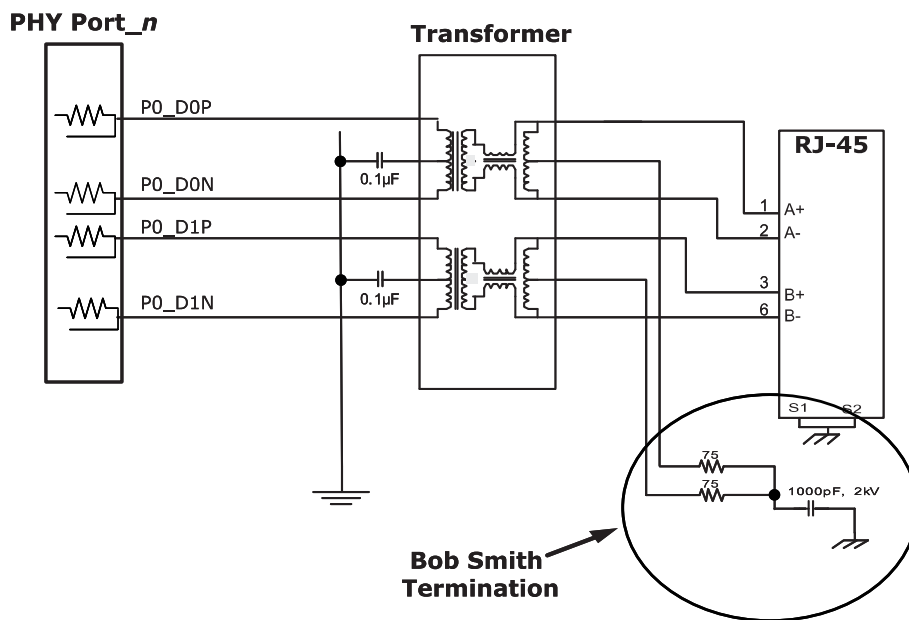 PHY Port_n
Transformer
P0_D0P
RJ-45
0.1µF
P0_D0N
1 A+
P0_D1P
2 A-
3 B+
0.1µF
P0_D1N
6 B-
S1 S2
75
75
1000pF, 2kV
Bob Smith
Termination